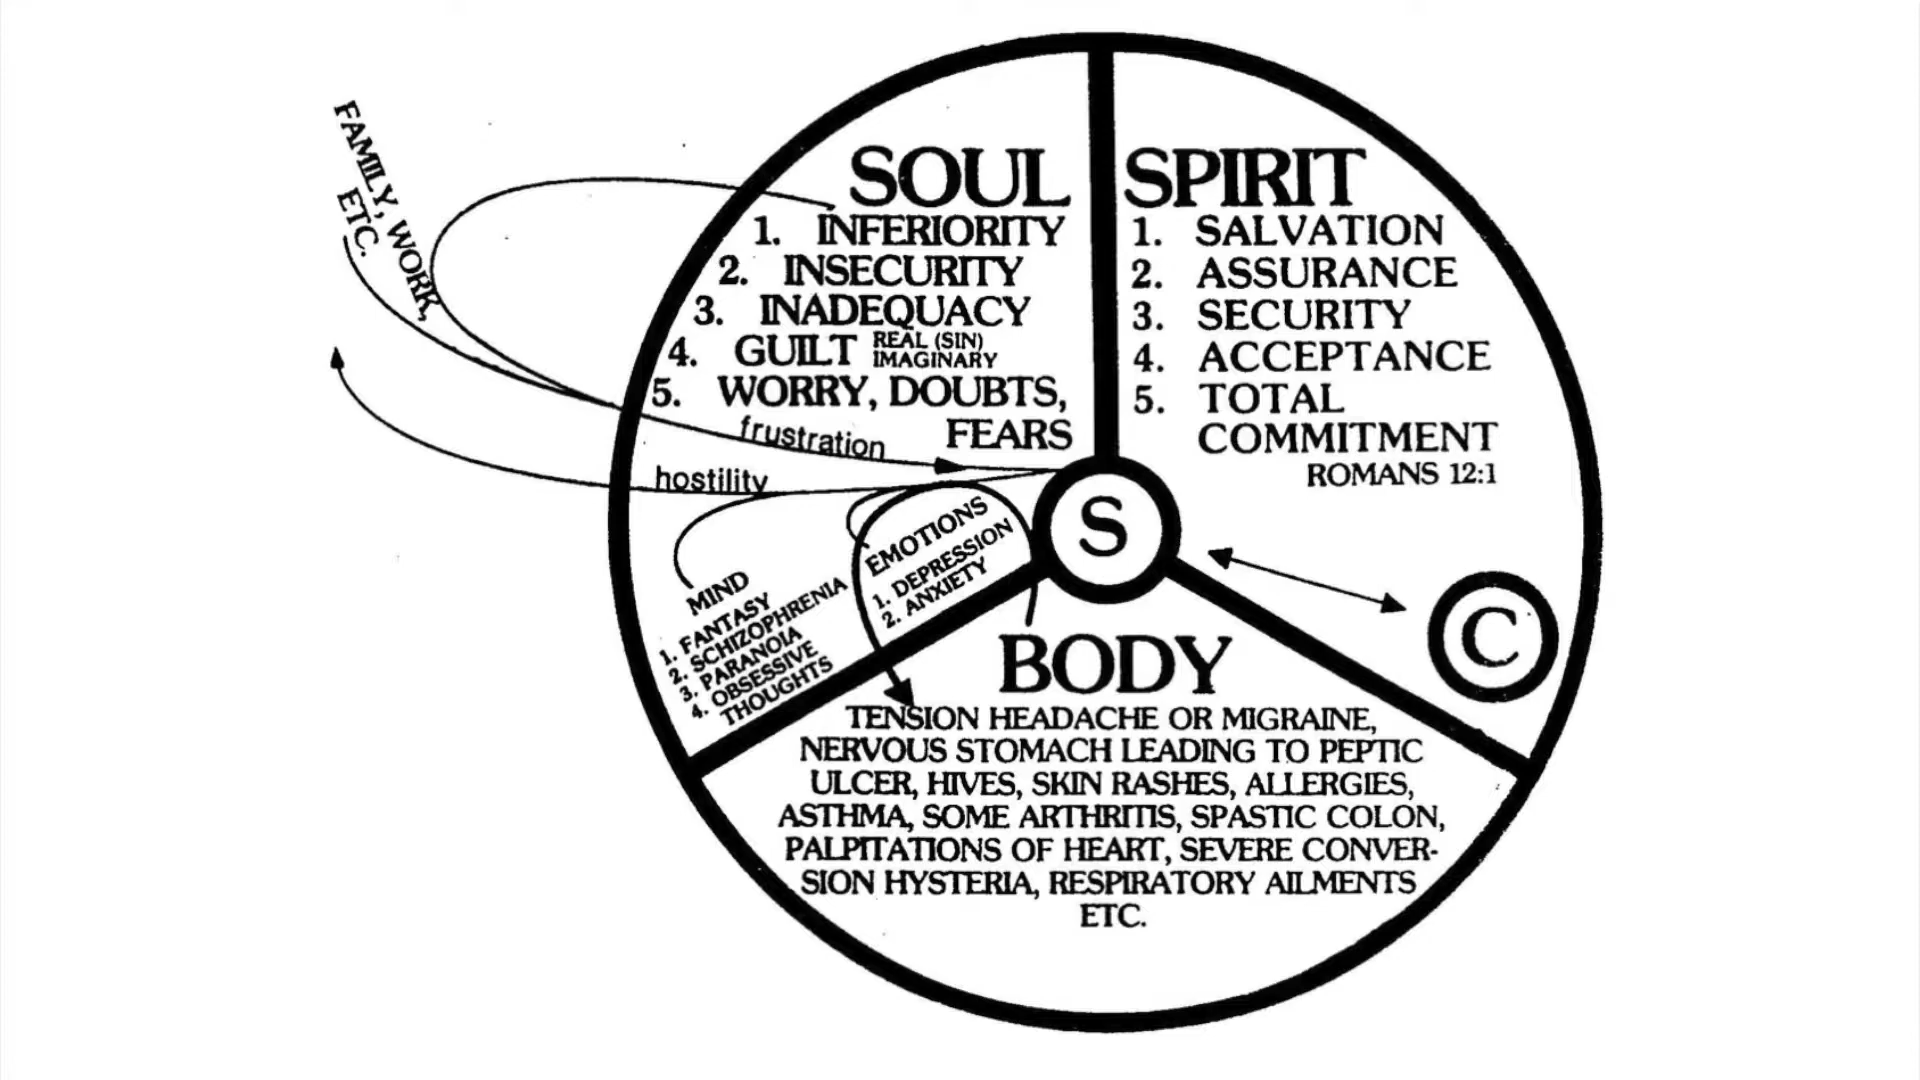 FAMILY, WORK,
ETC.
SOUL
1. INFERIORITY
2. INSECURITY
3. INADEQUACY
4. GUILT REAL (SIN)
IMAGINARY
5. WORRY, DOUBTS,
FEARS
frustration
hostility
MIND
1. FANTASY
2. SCHIZOPHRENIA
3. PARANOIA
4. OBSESSIVE
THOUGHTS
EMOTIONS
1. DEPRESSION
2. ANXIETY
SPIRIT
1. SALVATION
2. ASSURANCE
3. SECURITY
4. ACCEPTANCE
5. TOTAL
COMMITMENT
ROMANS 12:1
S
C
BODY
TENSION HEADACHE OR MIGRAINE,
NERVOUS STOMACH LEADING TO PEPTIC
ULCER, HIVES, SKIN RASHES, ALLERGIES,
ASTHMA, SOME ARTHRITIS, SPASTIC COLON,
PALPITATIONS OF HEART, SEVERE CONVER-
SION HYSTERIA, RESPIRATORY AILMENTS
ETC.